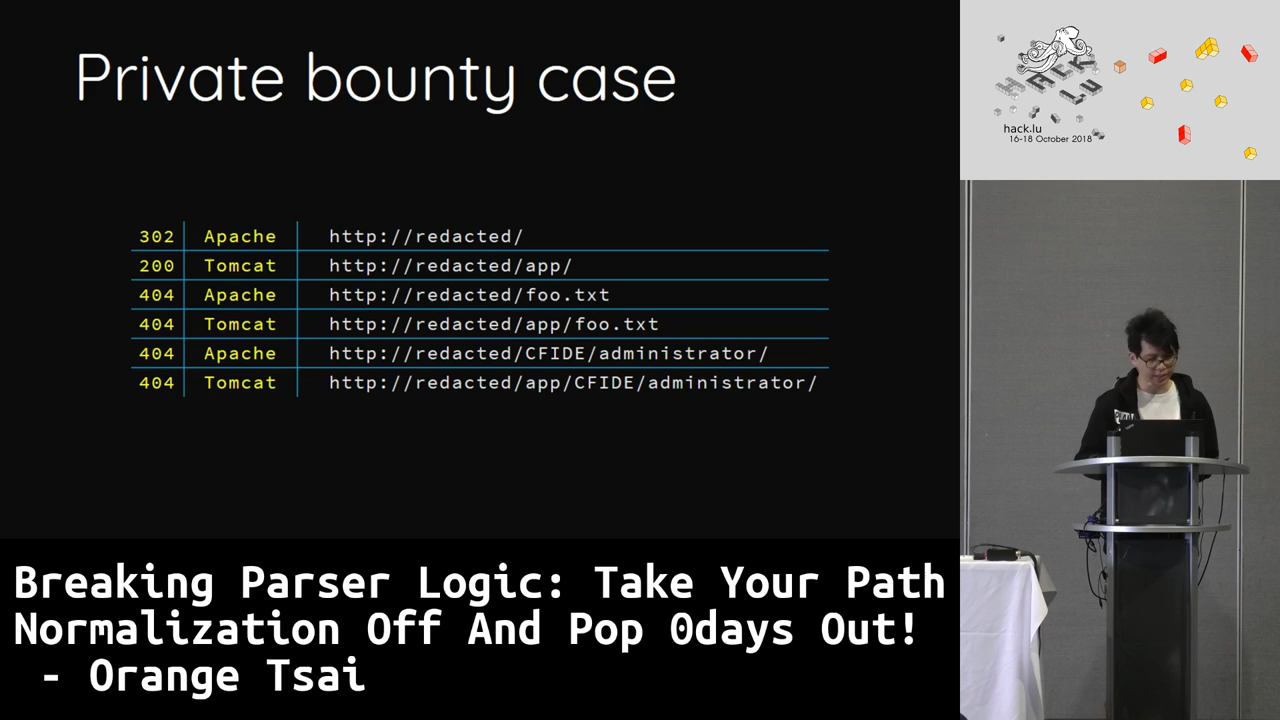 Private bounty case
302 Apache http://redacted/
200 Tomcat http://redacted/app/
404 Apache http://redacted/foo.txt
404 Tomcat http://redacted/app/foo.txt
404 Apache http://redacted/CFIDE/administrator/
404 Tomcat http://redacted/app/CFIDE/administrator/
HACK
LU
hack.lu
16-18 October 2018
Breaking Parser Logic: Take Your Path
Normalization Off And Pop 0days Out!
- Orange Tsai